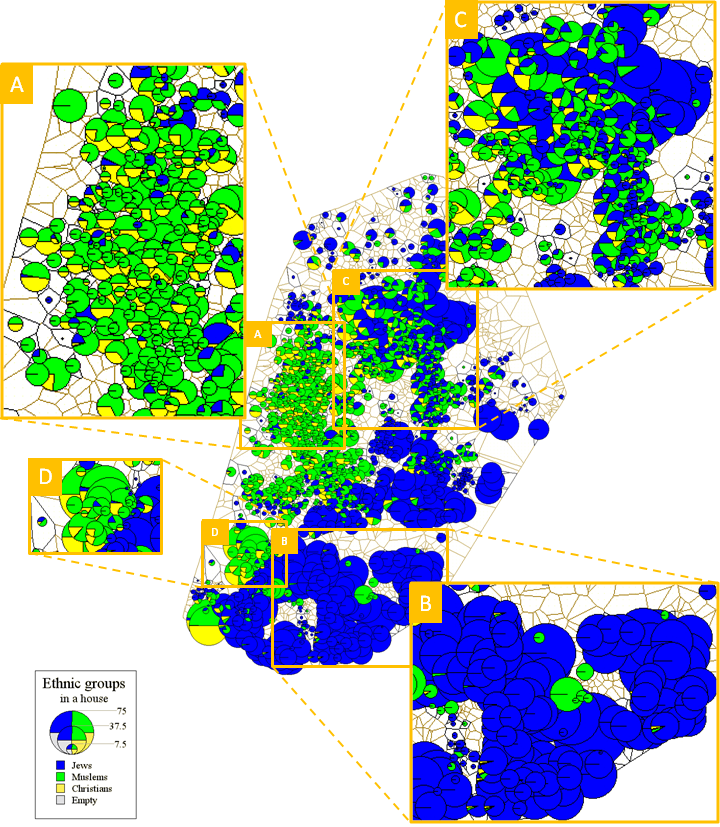 C
A
C
A
D
D
B
B
Ethnic groups
in a house
75
37.5
7.5
Jews
Muslems
Christians
Empty